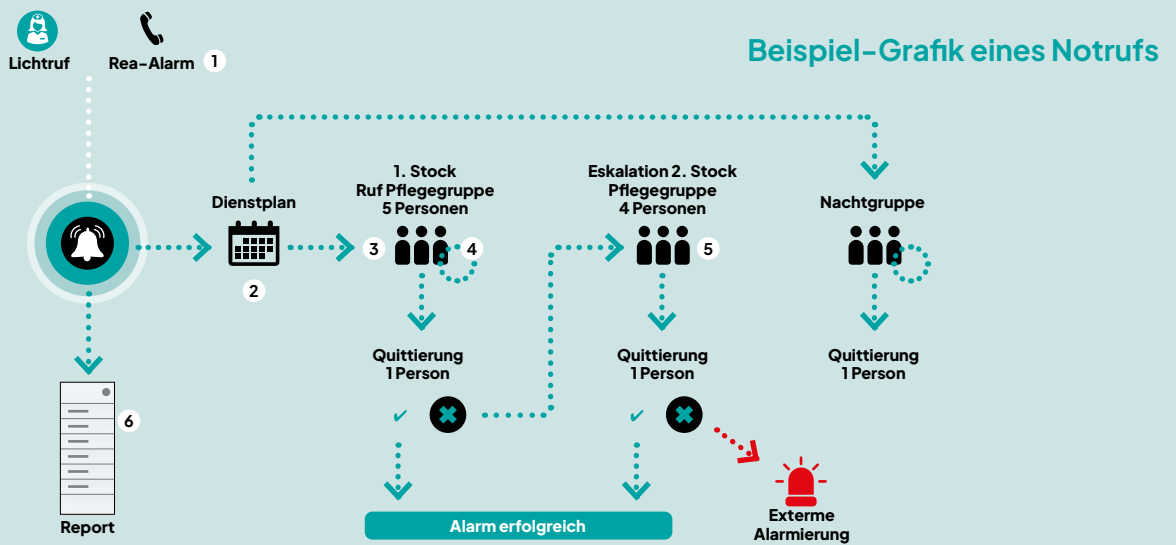 Beispiel-Grafik eines Notrufs
Lichtruf
Rea-Alarm 1
Dienstplan
2
1. Stock
Ruf Pflegegruppe
5 Personen
3
4
Eskalation 2. Stock
Pflegegruppe
4 Personen
5
Nachtgruppe
Quittierung
1 Person
Quittierung
1 Person
Quittierung
1 Person
6
Report
Alarm erfolgreich
Exterme
Alarmierung